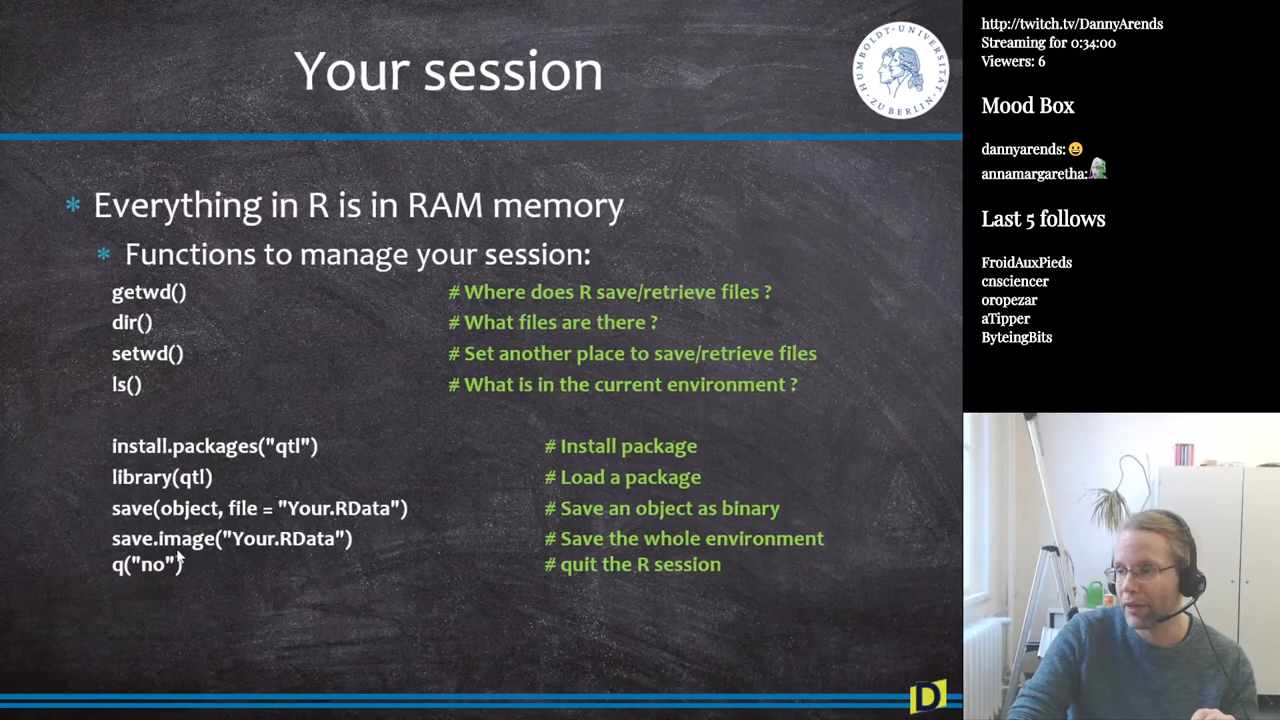 Your session
HUMBOLDT-UNIVERSITÄT
ZU BERLIN
* Everything in R is in RAM memory
* Functions to manage your session:
getwd() # Where does R save/retrieve files ?
dir() # What files are there ?
setwd() # Set another place to save/retrieve files
ls() # What is in the current environment ?
install.packages("qtl") # Install package
library(qtl) # Load a package
save(object, file = "Your.RData") # Save an object as binary
save.image("Your.RData") # Save the whole environment
q("no") # quit the R session
D
http://twitch.tv/DannyArends
Streaming for 0:34:00
Viewers: 6
Mood Box
dannyarends: 😀
annamargaretha:
Last 5 follows
FroidAuxPieds
cnsciencer
oropezar
aTipper
ByteingBits